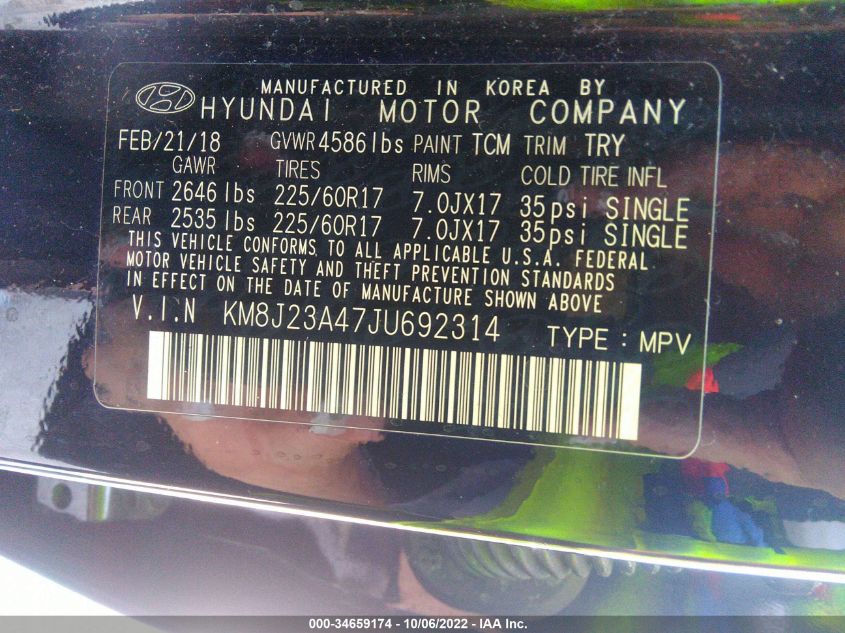 MANUFACTURED IN KOREA BY
HYUNDAI MOTOR COMPANY
FEB/21/18 GVWR 4586 lbs PAINT TCM TRIM TRY
GAWR TIRES RIMS COLD TIRE INFL
FRONT 2646 lbs 225/60R17 7.0JX17 35psi SINGLE
REAR 2535 lbs 225/60R17 7.0JX17 35psi SINGLE
THIS VEHICLE CONFORMS TO ALL APPLICABLE U.S.A. FEDERAL
MOTOR VEHICLE SAFETY AND THEFT PREVENTION STANDARDS
IN EFFECT ON THE DATE OF MANUFACTURE SHOWN ABOVE
V.I.N KM8J23A47JU692314 TYPE : MPV
000-34659174 - 10/06/2022 - IAA Inc.